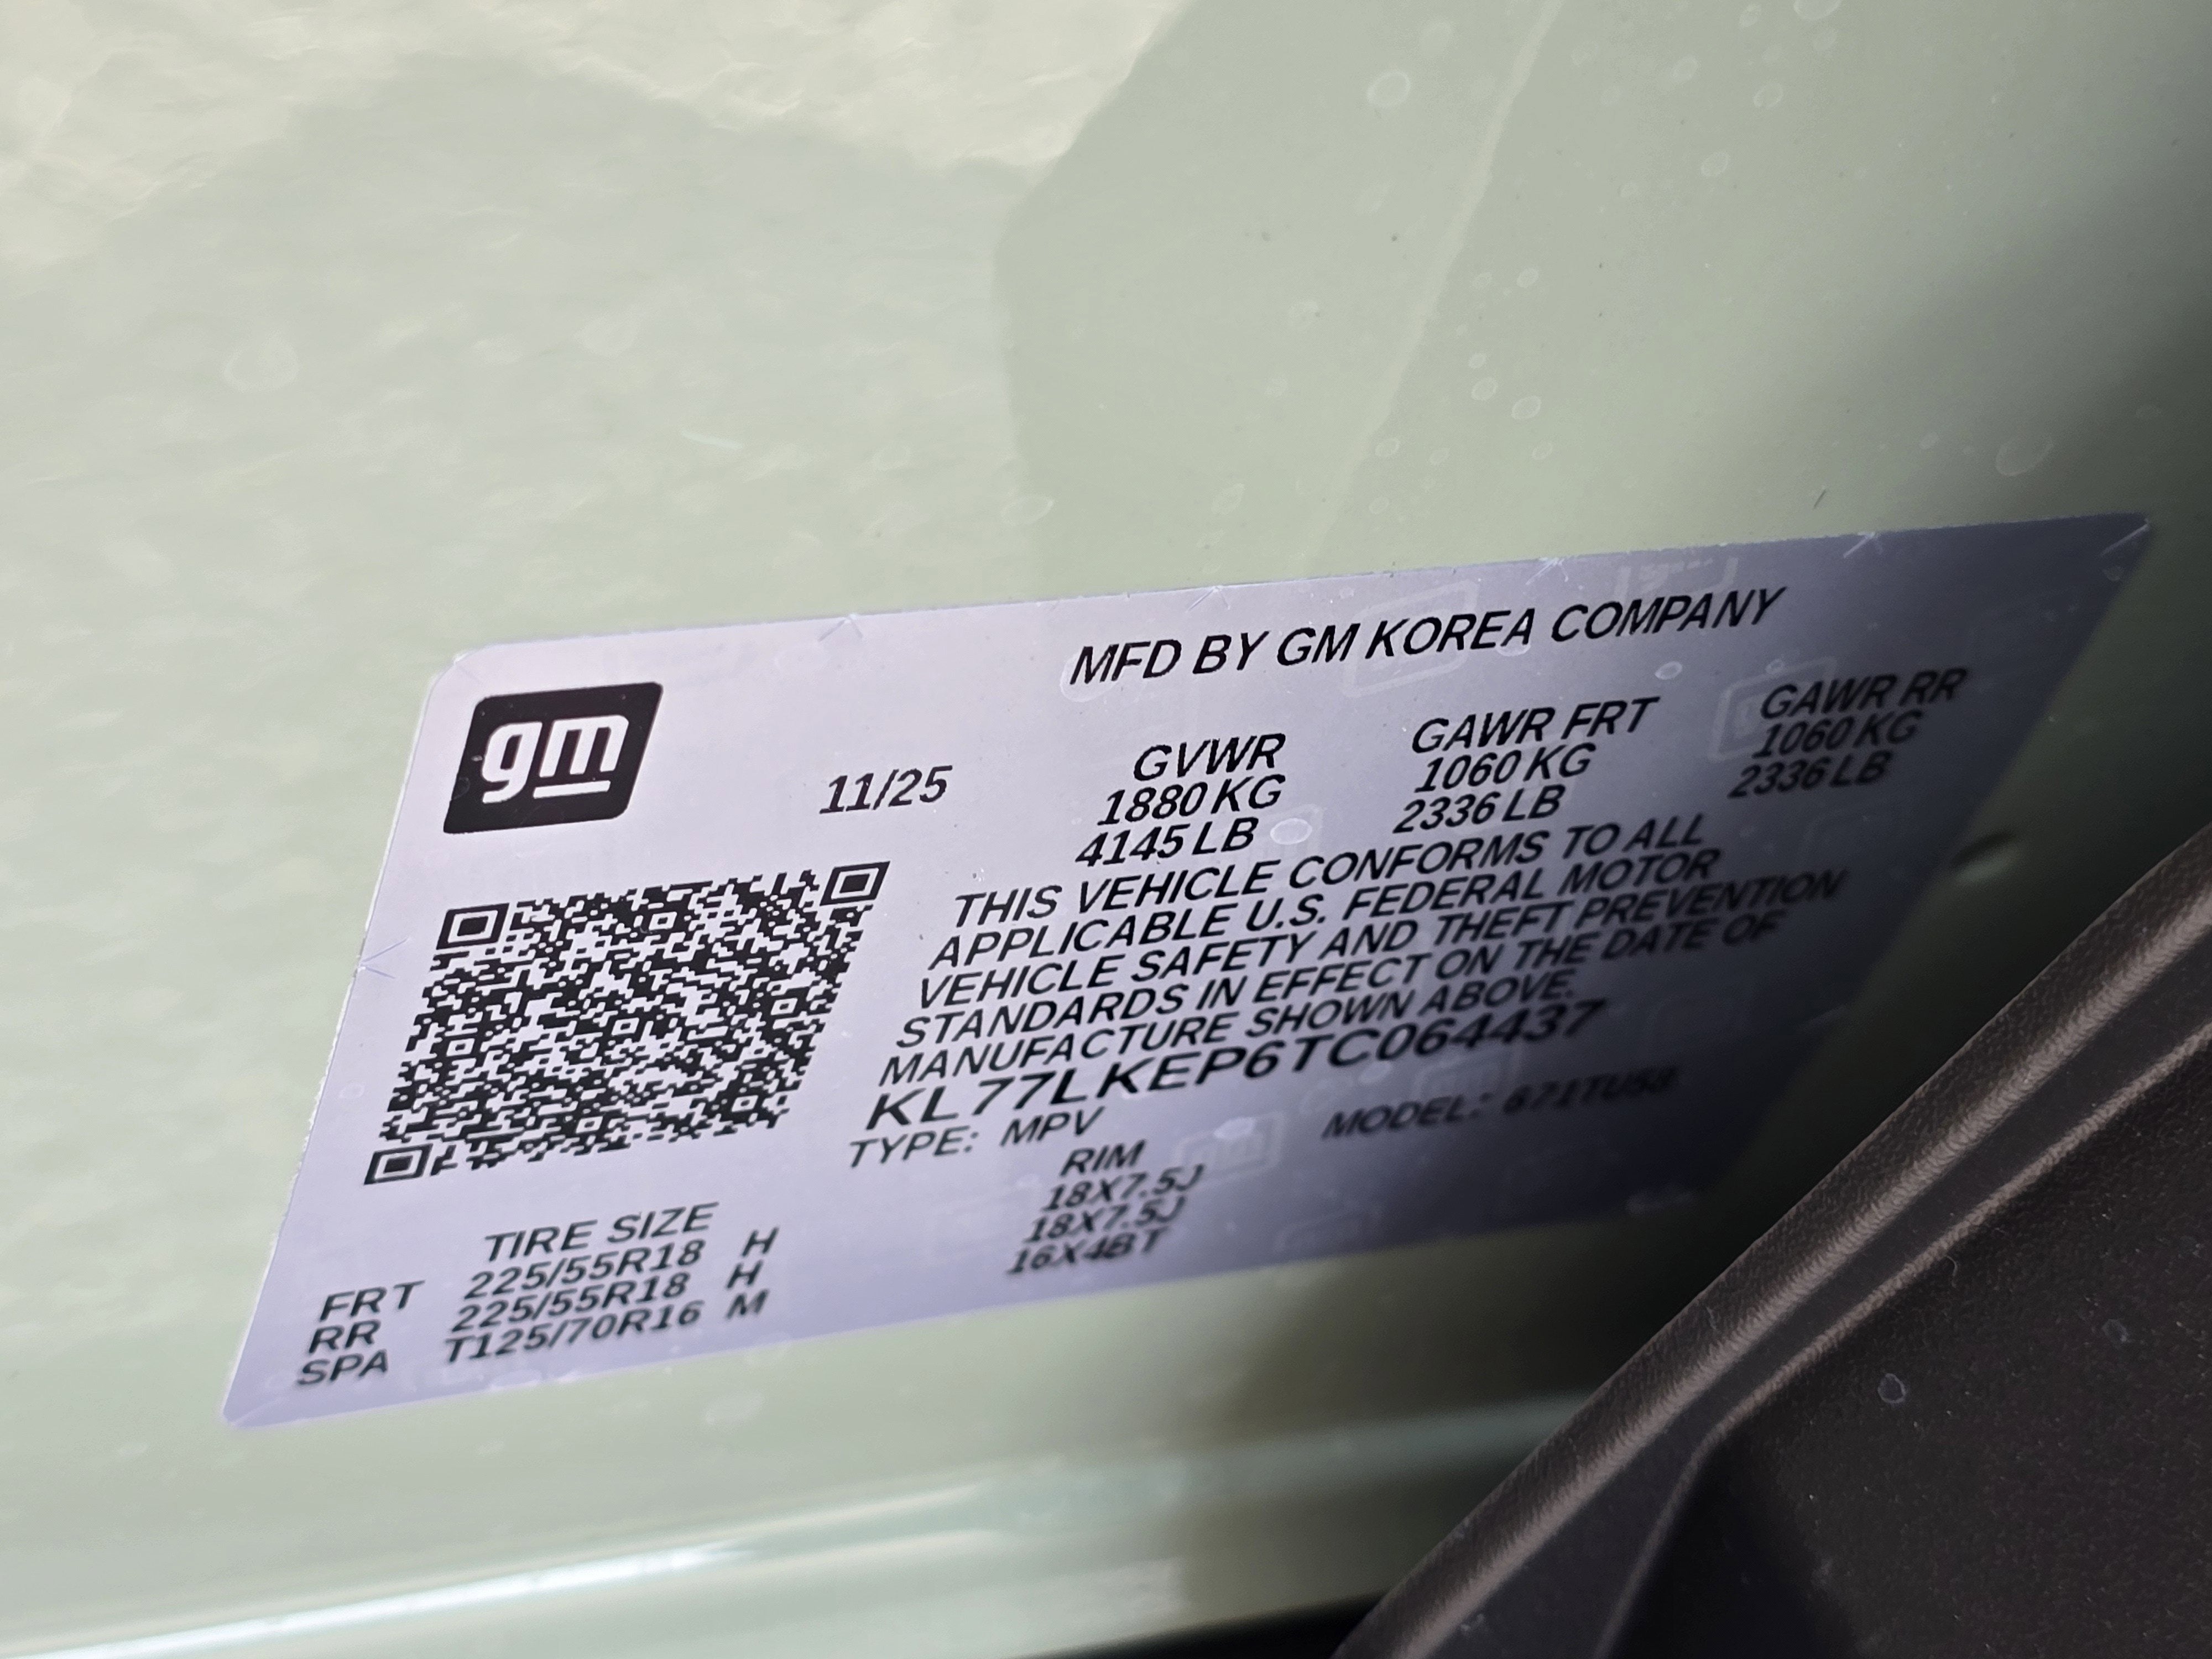 MFD BY GM KOREA COMPANY
gm
11/25
GVWR GAWR FRT GAWR RR
1880 KG 1060 KG 1060 KG
4145 LB 2336 LB 2336 LB
THIS VEHICLE CONFORMS TO ALL
APPLICABLE U.S. FEDERAL MOTOR
VEHICLE SAFETY AND THEFT PREVENTION
STANDARDS IN EFFECT ON THE DATE OF
MANUFACTURE SHOWN ABOVE.
KL77LKEP6TC064437
TYPE: MPV MODEL:
TIRE SIZE RIM
FRT 225/55R18 H 18X7.5J
RR 225/55R18 H 18X7.5J
SPA T125/70R16 M 16X4BT